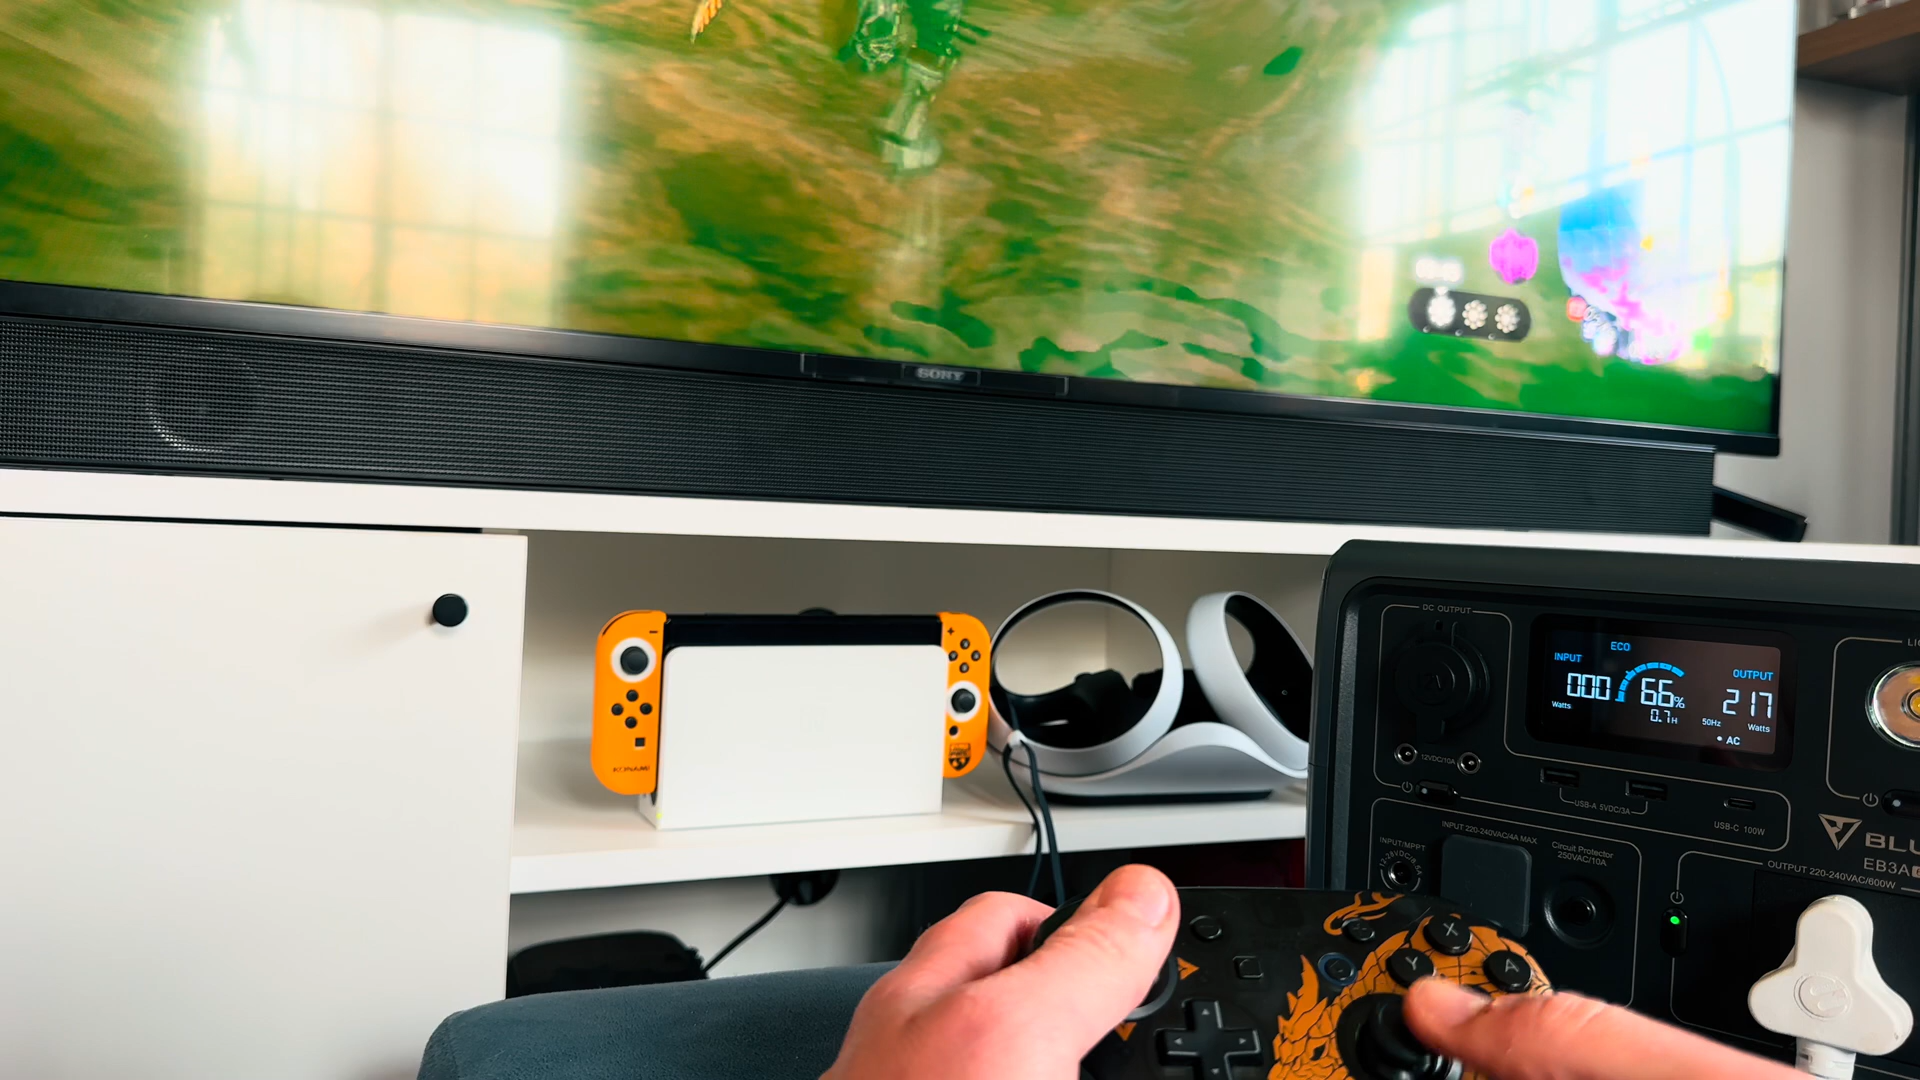 SONY
KONAMI
DC OUTPUT
12V
12VDC/10A
INPUT
000
Watts
ECO
66%
0.7H
OUTPUT
217
50Hz
Watts
AC
USB-A 5VDC/3A
USB-C 100W
INPUT 220-240VAC/4A MAX
INPUT/MPPT
Circuit Protector
250VAC/10A
BLU
EB3A
OUTPUT 220-240VAC/600W
X
Y
A